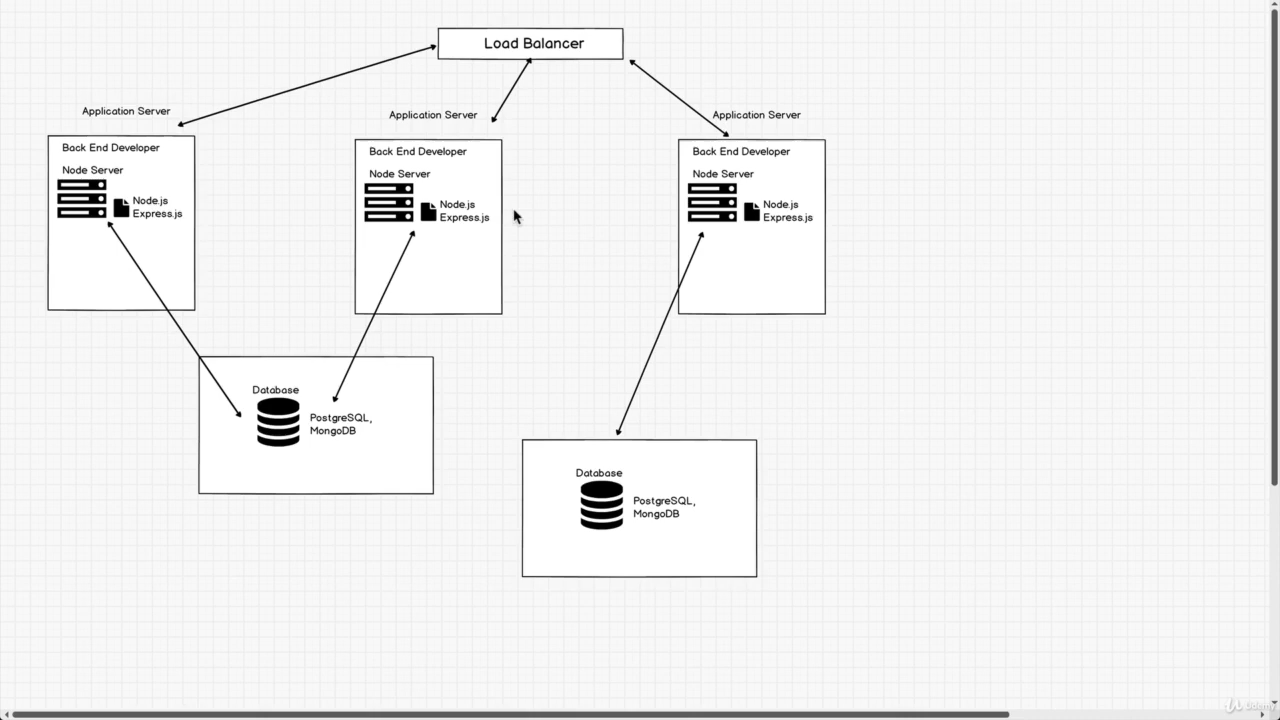 Load Balancer
Application Server
Back End Developer
Node Server
Node.js
Express.js
Application Server
Back End Developer
Node Server
Node.js
Express.js
Application Server
Back End Developer
Node Server
Node.js
Express.js
Database
PostgreSQL,
MongoDB
Database
PostgreSQL,
MongoDB
Udemy